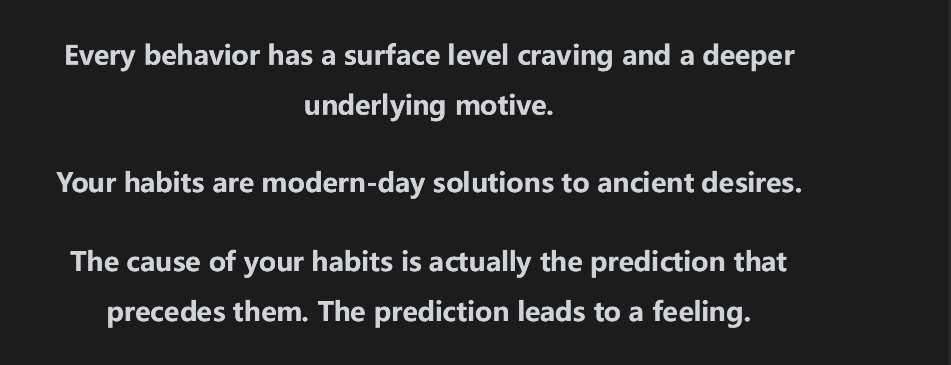 Every behavior has a surface level craving and a deeper
underlying motive.
Your habits are modern-day solutions to ancient desires.
The cause of your habits is actually the prediction that
precedes them. The prediction leads to a feeling.